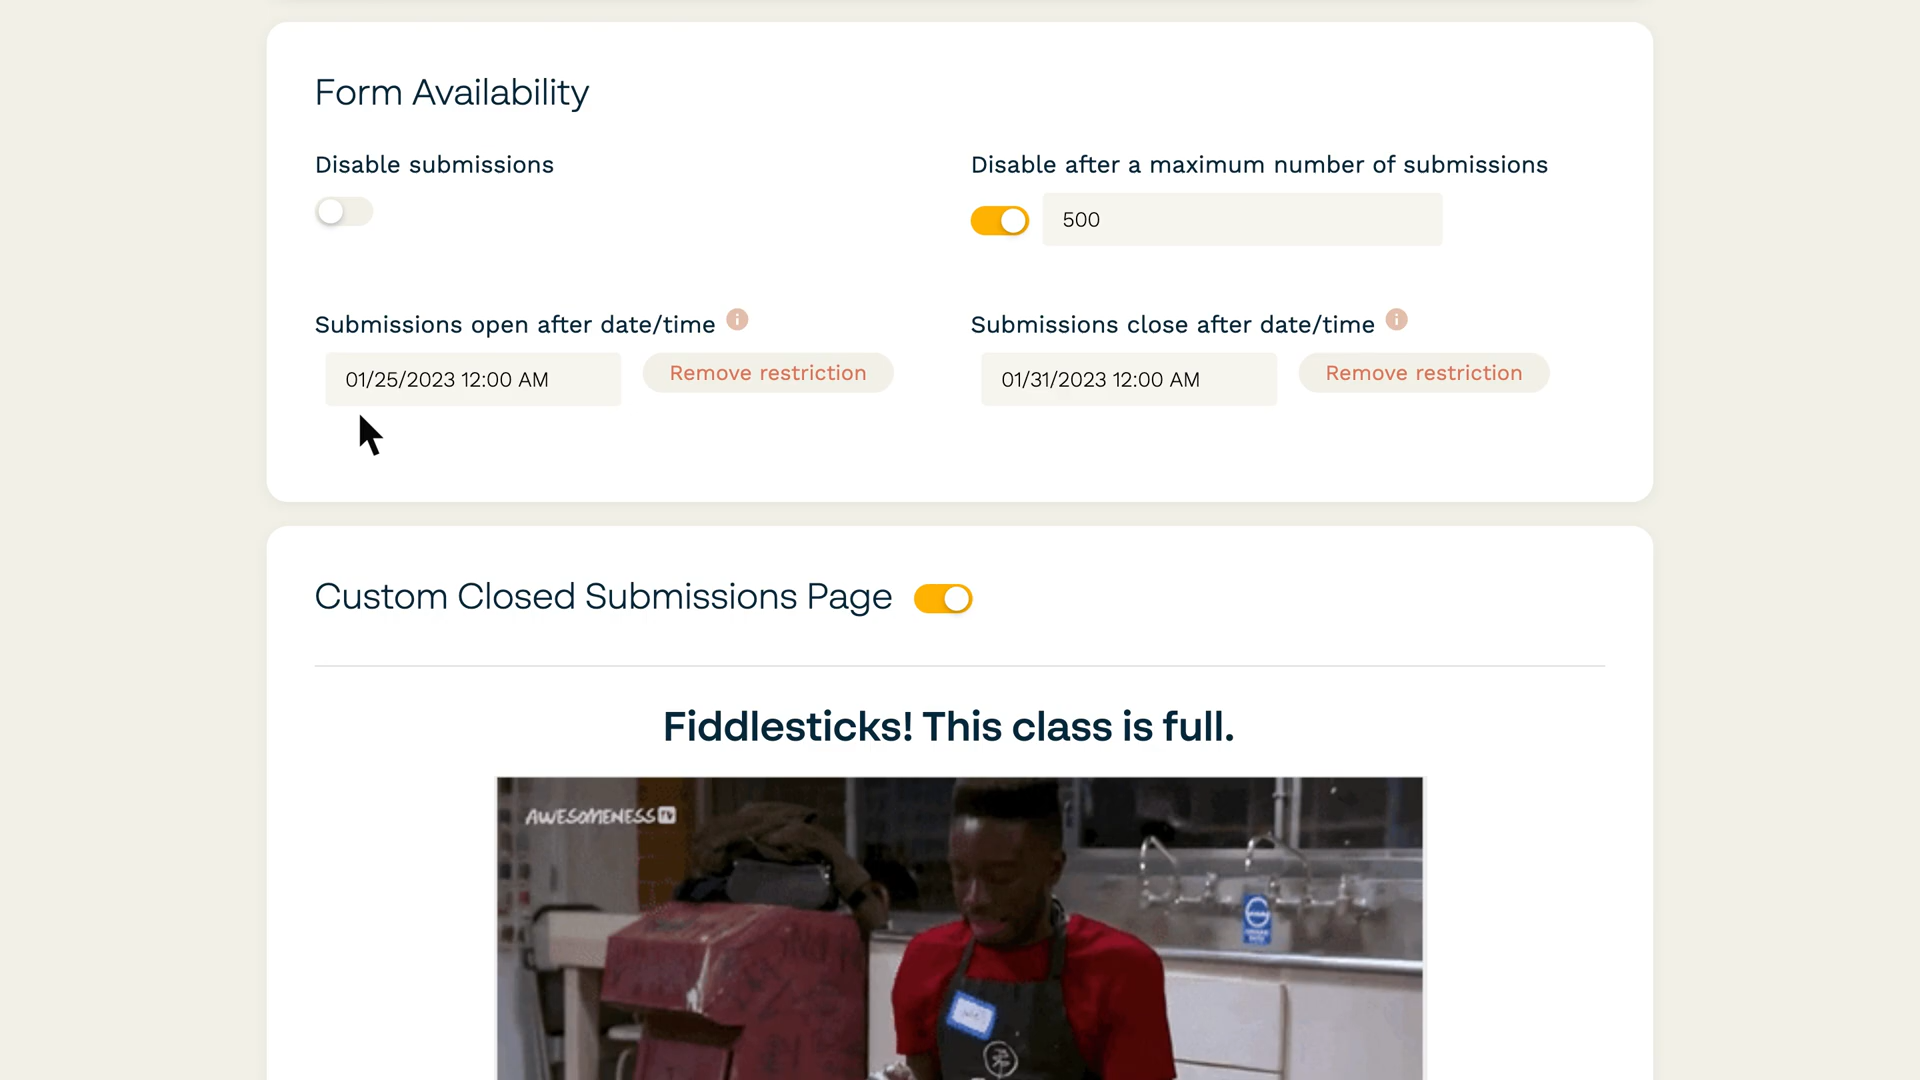 Form Availability
Disable submissions
Disable after a maximum number of submissions
500
Submissions open after date/time
Submissions close after date/time
01/25/2023 12:00 AM
Remove restriction
01/31/2023 12:00 AM
Remove restriction
Custom Closed Submissions Page
Fiddlesticks! This class is full.
AWESOMENESS TV